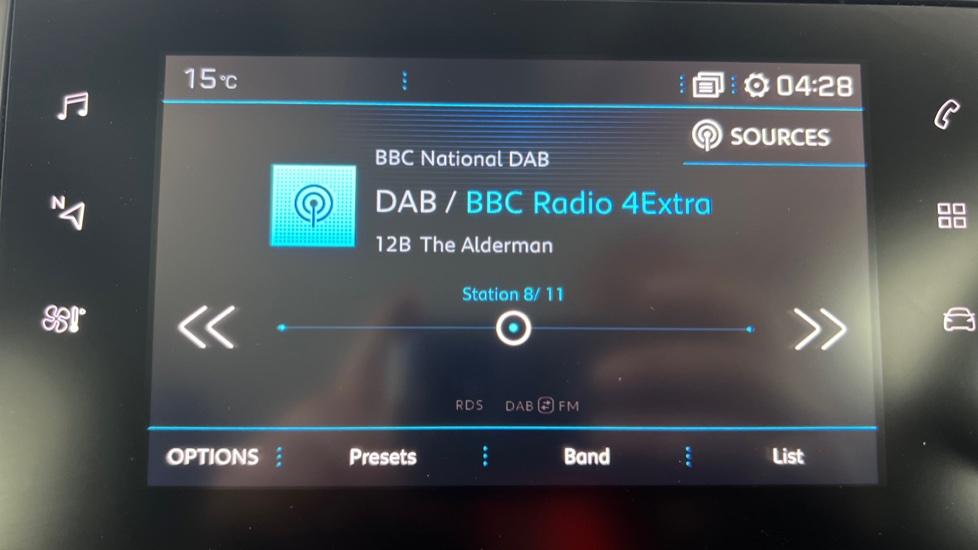 15°C
04:28
SOURCES
BBC National DAB
DAB / BBC Radio 4Extra
12B The Alderman
Station 8/ 11
N
RDS DAB FM
OPTIONS Presets Band List